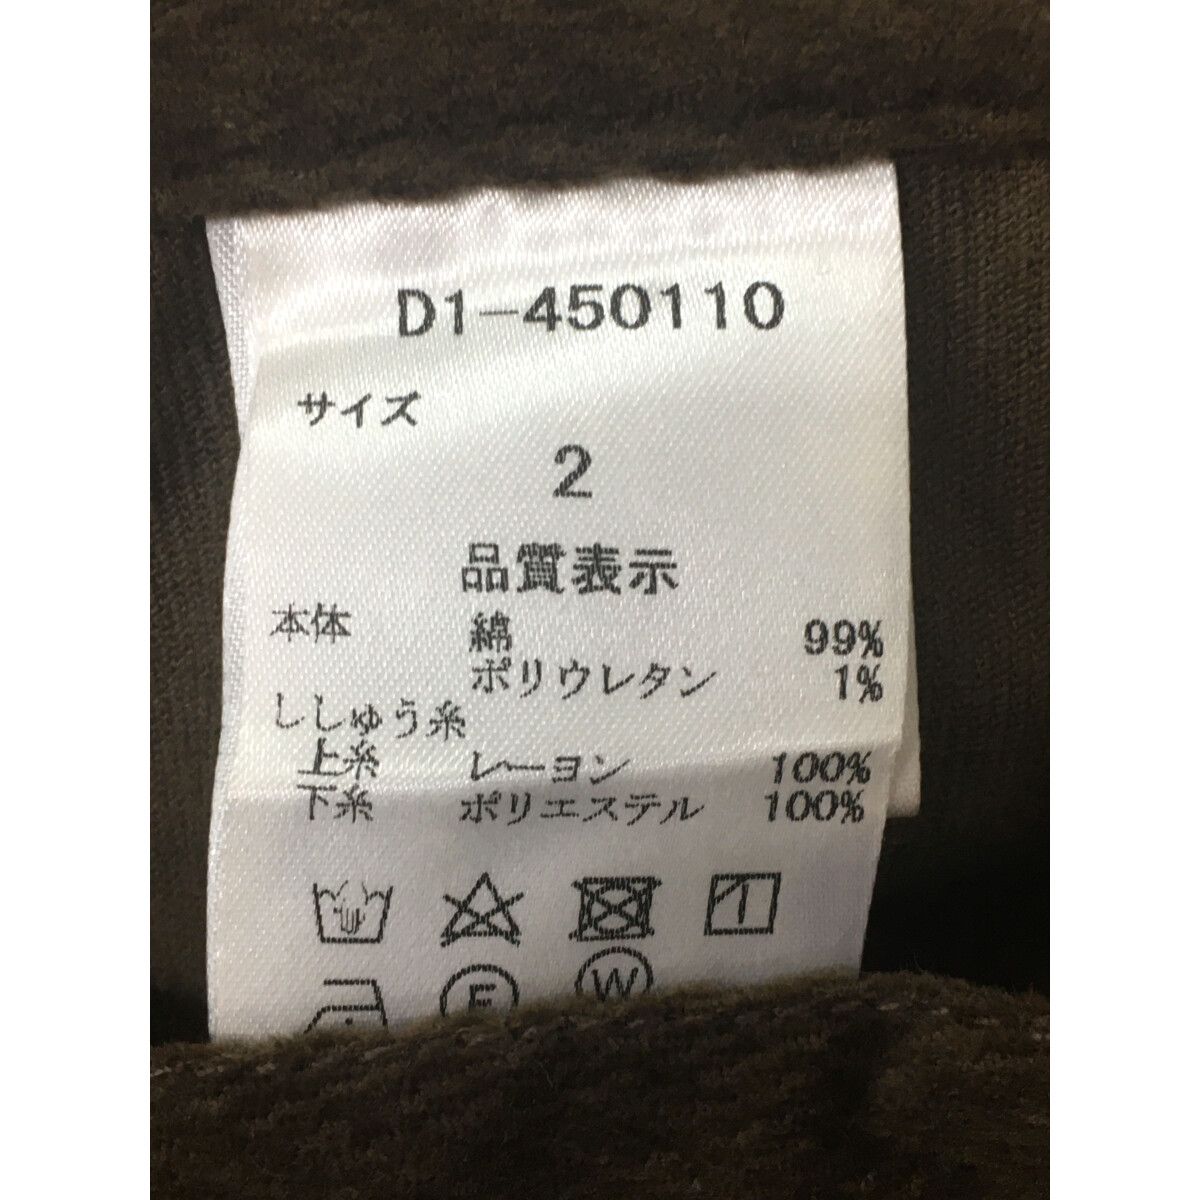 D1-450110
サイズ
2
品質表示
本体 綿 99%
ポリウレタン 1%
ししゅう糸
上糸 レーヨン 100%
下糸 ポリエステル 100%
F W